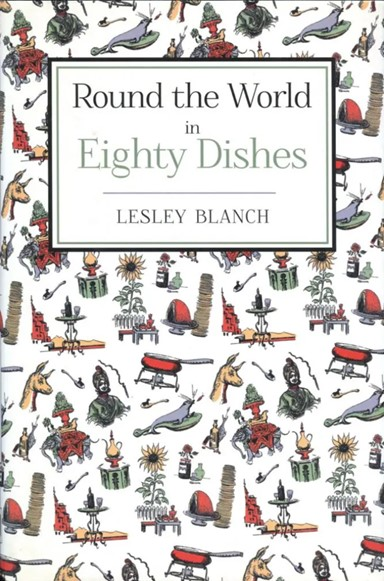 Round the World
in
Eighty Dishes
LESLEY BLANCH